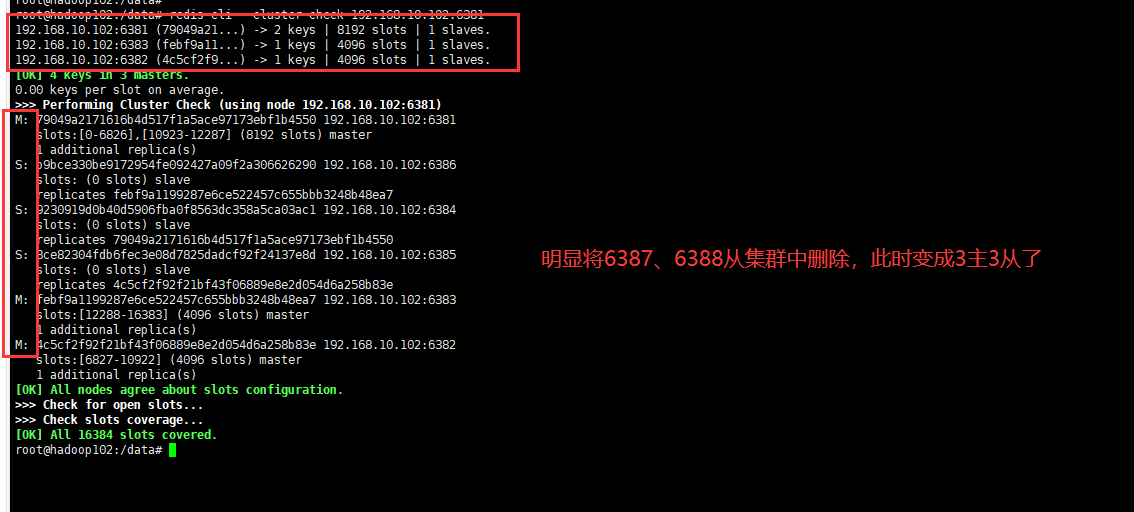 root@hadoop102:/data#
root@hadoop102:/data# redis-cli --cluster check 192.168.10.102:6381
192.168.10.102:6381 (79049a21...) -> 2 keys | 8192 slots | 1 slaves.
192.168.10.102:6383 (febf9a11...) -> 1 keys | 4096 slots | 1 slaves.
192.168.10.102:6382 (4c5cf2f9...) -> 1 keys | 4096 slots | 1 slaves.
[OK] 4 keys in 3 masters.
0.00 keys per slot on average.
>>> Performing Cluster Check (using node 192.168.10.102:6381)
M: 79049a2171616b4d517f1a5ace97173ebf1b4550 192.168.10.102:6381
slots:[0-6826],[10923-12287] (8192 slots) master
1 additional replica(s)
S: b9bce330be9172954fe092427a09f2a306626290 192.168.10.102:6386
slots: (0 slots) slave
replicates febf9a1199287e6ce522457c655bbb3248b48ea7
S: 9230919d0b40d5906fba0f8563dc358a5ca03ac1 192.168.10.102:6384
slots: (0 slots) slave
replicates 79049a2171616b4d517f1a5ace97173ebf1b4550
S: 8ce82304fdb6fec3e08d7825dadcf92f24137e8d 192.168.10.102:6385
slots: (0 slots) slave
replicates 4c5cf2f92f21bf43f06889e8e2d054d6a258b83e
明显将6387、6388从集群中删除，此时变成3主3从了
M: febf9a1199287e6ce522457c655bbb3248b48ea7 192.168.10.102:6383
slots:[12288-16383] (4096 slots) master
1 additional replica(s)
M: 4c5cf2f92f21bf43f06889e8e2d054d6a258b83e 192.168.10.102:6382
slots:[6827-10922] (4096 slots) master
1 additional replica(s)
[OK] All nodes agree about slots configuration.
>>> Check for open slots...
>>> Check slots coverage...
[OK] All 16384 slots covered.
root@hadoop102:/data#